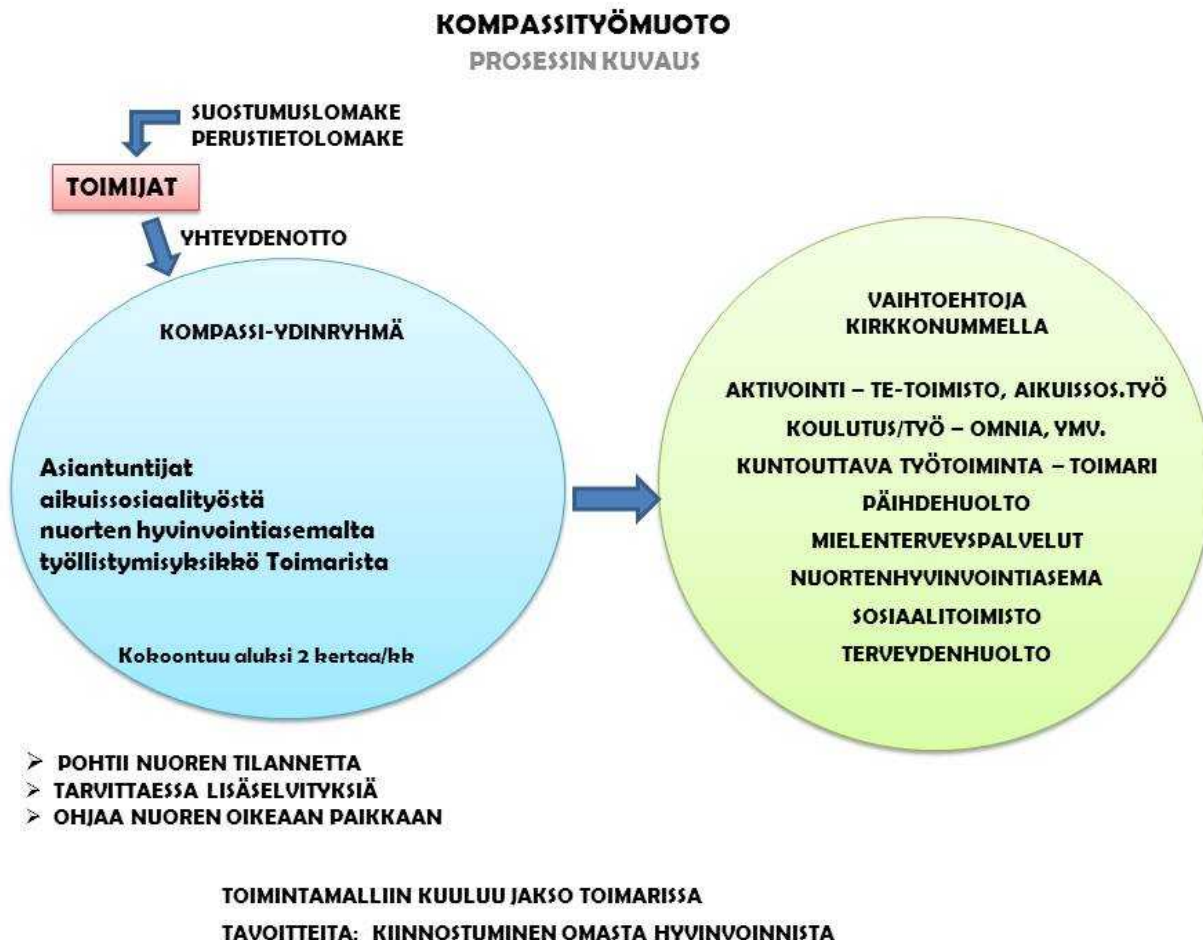 KOMPASSITYÖMUOTO
PROSESSIN KUVAUS
SUOSTUMUSLOMAKE
PERUSTIETOLOMAKE
TOIMIJAT
YHTEYDENOTTO
KOMPASSI-YDINRYHMÄ
Asiantuntijat
aikuissosiaalityöstä
nuorten hyvinvointiasemalta
työllistymisyksikkö Toimarista
Kokoontuu aluksi 2 kertaa/kk
VAIHTOEHTOJA
KIRKKONUMMELLA
AKTIVOINTI – TE-TOIMISTO, AIKUISSOS.TYÖ
KOULUTUS/TYÖ – OMNIA, YMV.
KUNTOUTTAVA TYÖTOIMINTA – TOIMARI
PÄIHDEHUOLTO
MIELENTERVEYSPALVELUT
NUORTENHYVINVOINTIASEMA
SOSIAALITOIMISTO
TERVEYDENHUOLTO
➢ POHTII NUOREN TILANNETTA
➢ TARVITTAESSA LISÄSELVITYKSIÄ
➢ OHJAA NUOREN OIKEAAN PAIKKAAN
TOIMINTAMALLIIN KUULUU JAKSO TOIMARISSA
TAVOITTEITA: KIINNOSTUMINEN OMASTA HYVINVOINNISTA